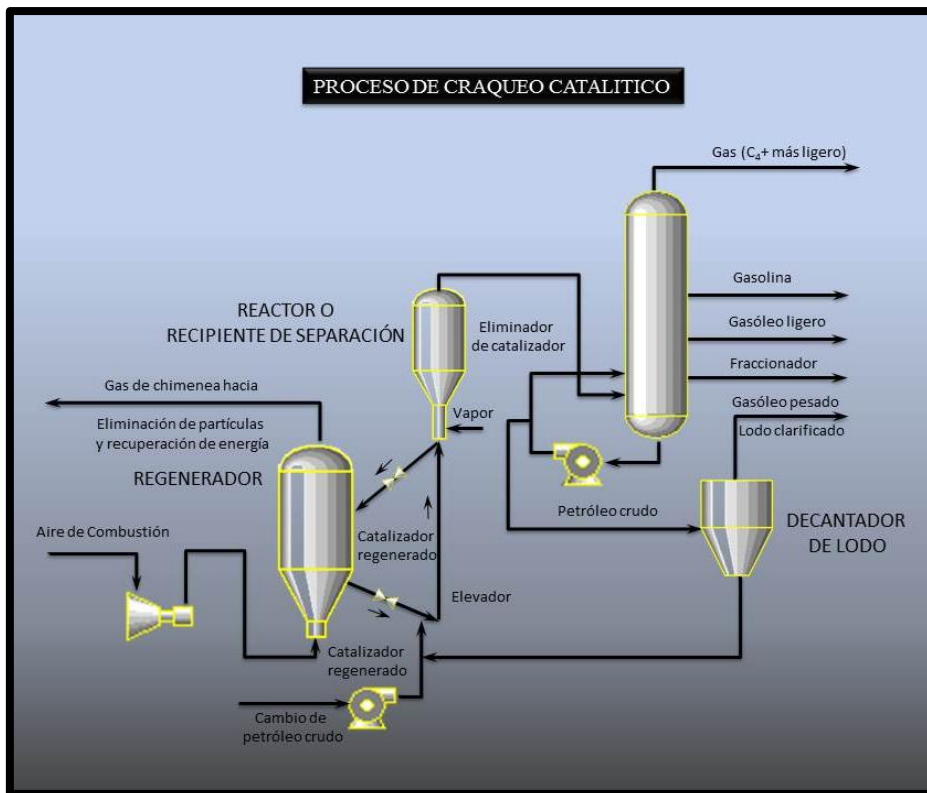 PROCESO DE CRAQUEO CATALITICO
Gas (C₄+ más ligero)
Gasolina
REACTOR O
RECIPIENTE DE SEPARACIÓN
Eliminador
de catalizador
Gasóleo ligero
Fraccionador
Gas de chimenea hacia
Eliminación de partículas
y recuperación de energía
Vapor
Gasóleo pesado
Lodo clarificado
REGENERADOR
Petróleo crudo
DECANTADOR
DE LODO
Aire de Combustión
Catalizador
regenerado
Elevador
Catalizador
regenerado
Cambio de
petróleo crudo